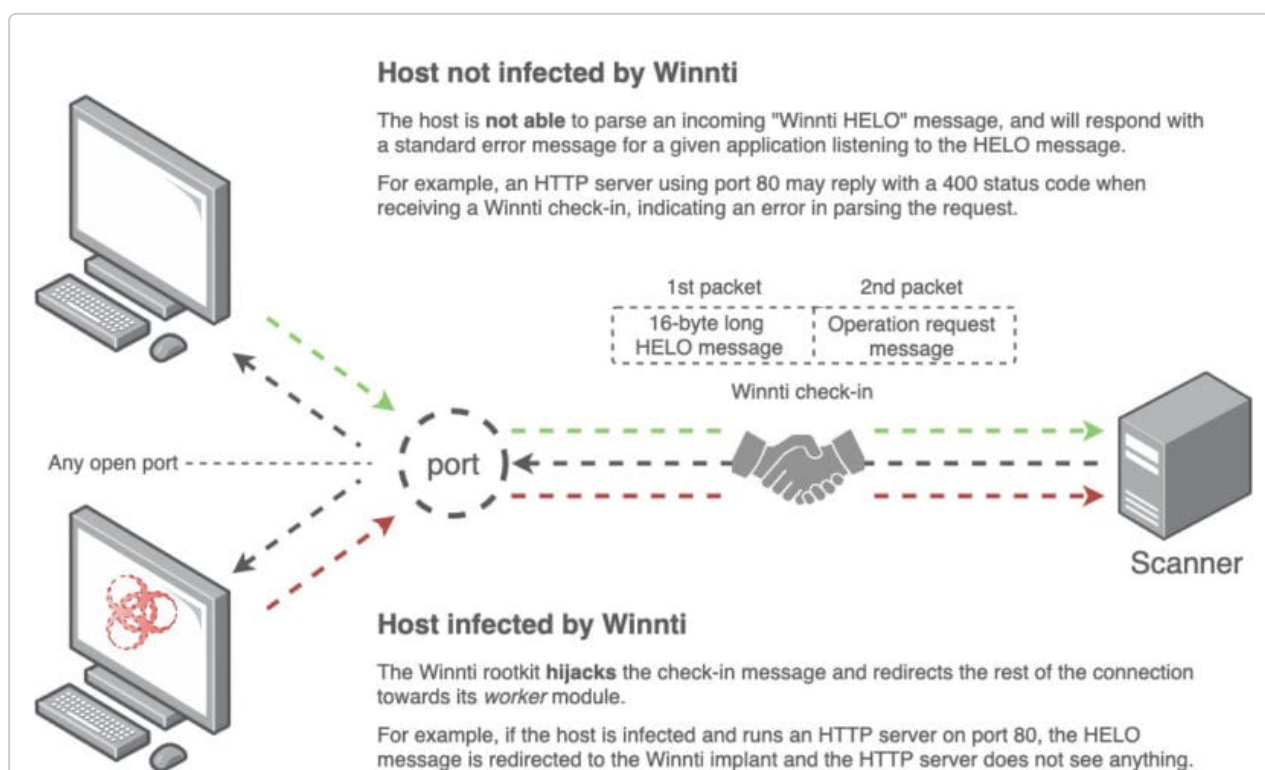 Host not infected by Winnti
The host is not able to parse an incoming "Winnti HELO" message, and will respond with
a standard error message for a given application listening to the HELO message.
For example, an HTTP server using port 80 may reply with a 400 status code when
receiving a Winnti check-in, indicating an error in parsing the request.
1st packet
2nd packet
16-byte long
HELO message
Operation request
message
Winnti check-in
Any open port
port
Scanner
Host infected by Winnti
The Winnti rootkit hijacks the check-in message and redirects the rest of the connection
towards its worker module.
For example, if the host is infected and runs an HTTP server on port 80, the HELO
message is redirected to the Winnti implant and the HTTP server does not see anything.